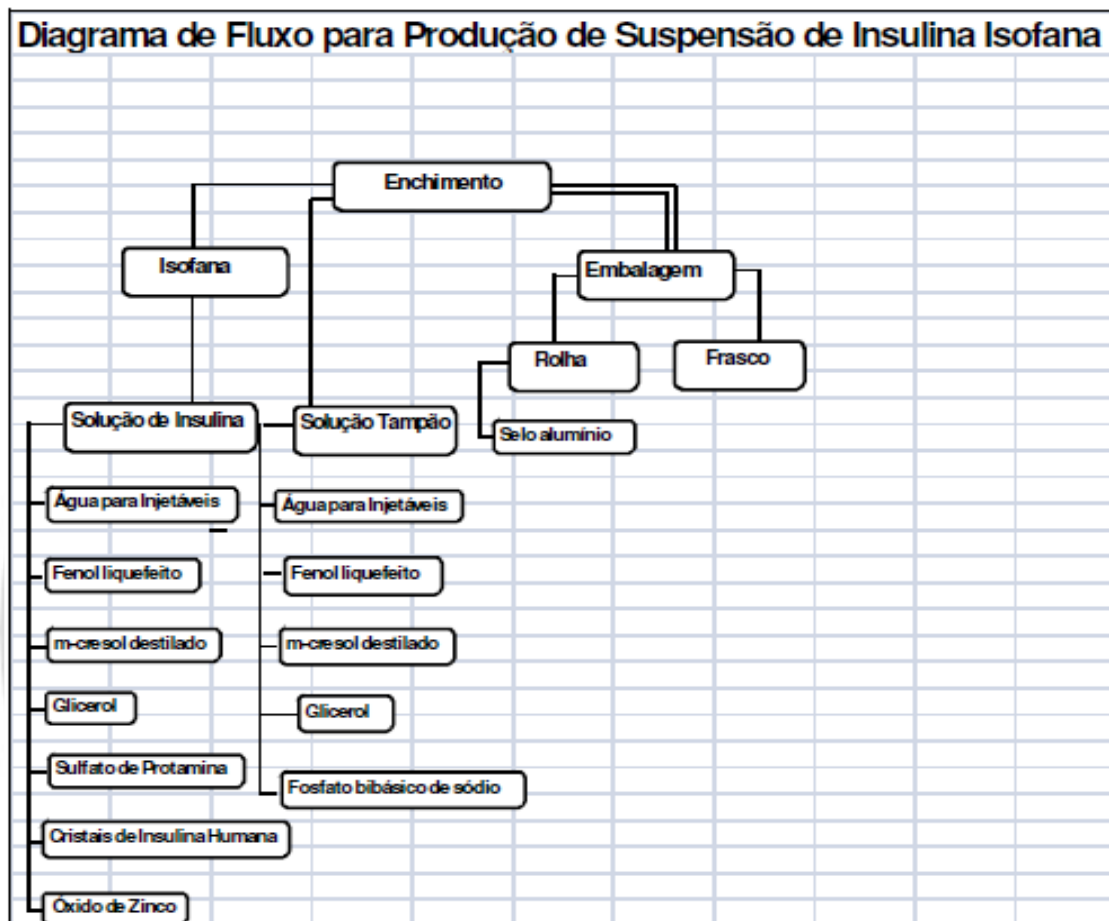 Diagrama de Fluxo para Produção de Suspensão de Insulina Isofana
Enchimento
Isofana
Embalagem
Rolha
Frasco
Solução de Insulina
Solução Tampão
Selo alumínio
Água para Injetáveis
Água para Injetáveis
Fenol liquefeito
Fenol liquefeito
m-cresol destilado
m-cresol destilado
Glicerol
Glicerol
Sulfato de Protamina
Fosfato bibásico de sódio
Cristais de Insulina Humana
Óxido de Zinco